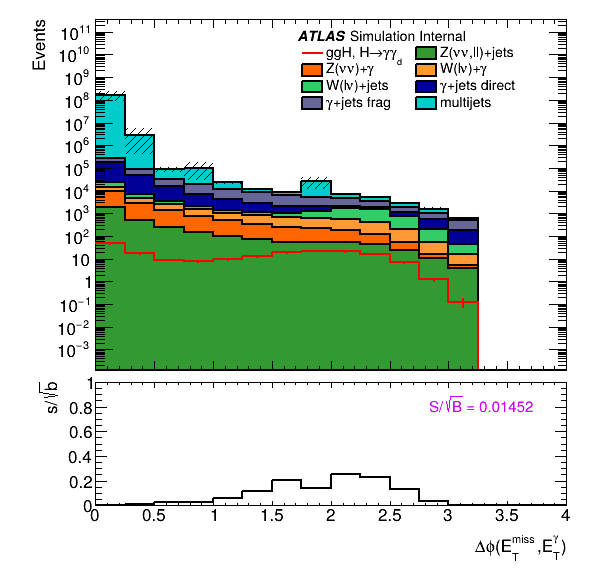 Events
10¹¹
10¹⁰
10⁹
10⁸
10⁷
10⁶
10⁵
10⁴
10³
10²
10
1
10⁻¹
10⁻²
10⁻³
ATLAS Simulation Internal
ggH, H→γγ_d
Z(νν,ll)+jets
Z(νν)+γ
W(lν)+γ
W(lν)+jets
γ+jets direct
γ+jets frag
multijets
s/√b
1
0.8
0.6
0.4
0.2
0
S/√B = 0.01452
0 0.5 1 1.5 2 2.5 3 3.5 4
Δϕ(E_T^miss,E_T^γ)